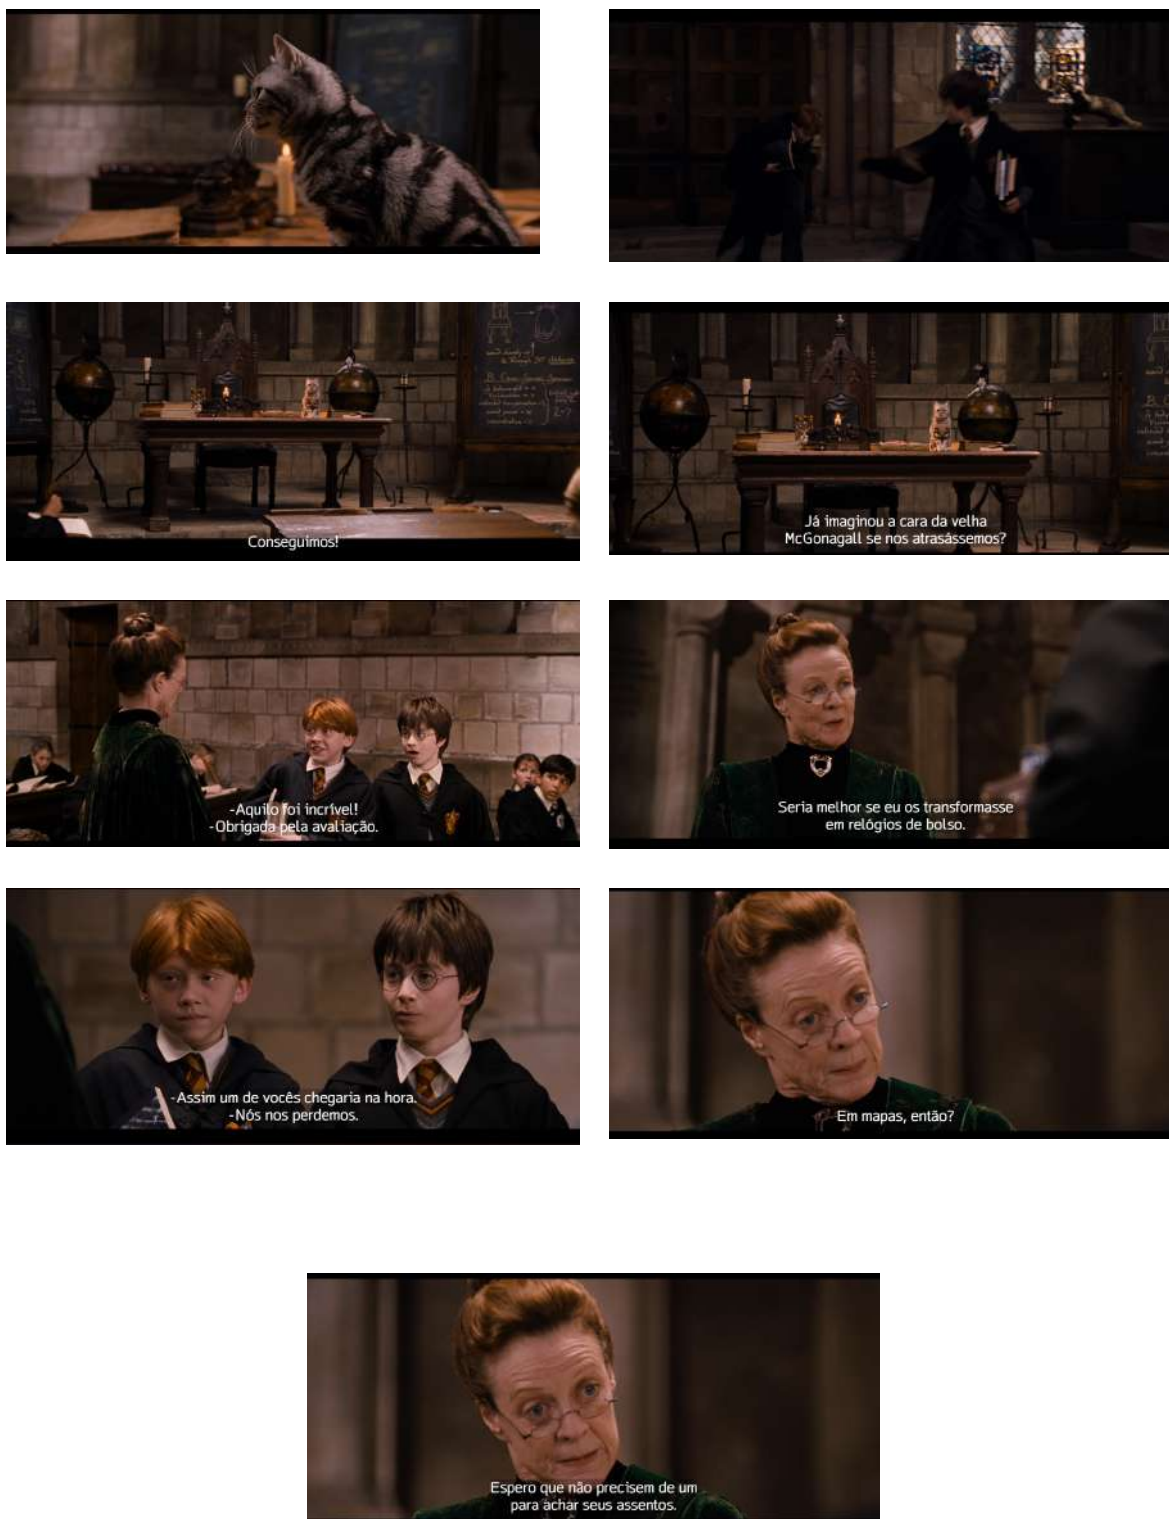 Conseguimos!
Já imaginou a cara da velha
McGonagall se nos atrasássemos?
-Aquilo foi incrível!
-Obrigada pela avaliação.
Seria melhor se eu os transformasse
em relógios de bolso.
-Assim um de vocês chegaria na hora.
-Nós nos perdemos.
Em mapas, então?
Espero que não precisem de um
para achar seus assentos.